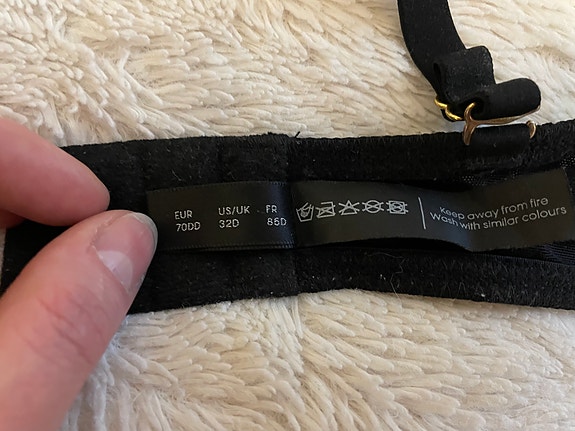 EUR US/UK FR
70DD 32D 85D
Keep away from fire
Wash with similar colours